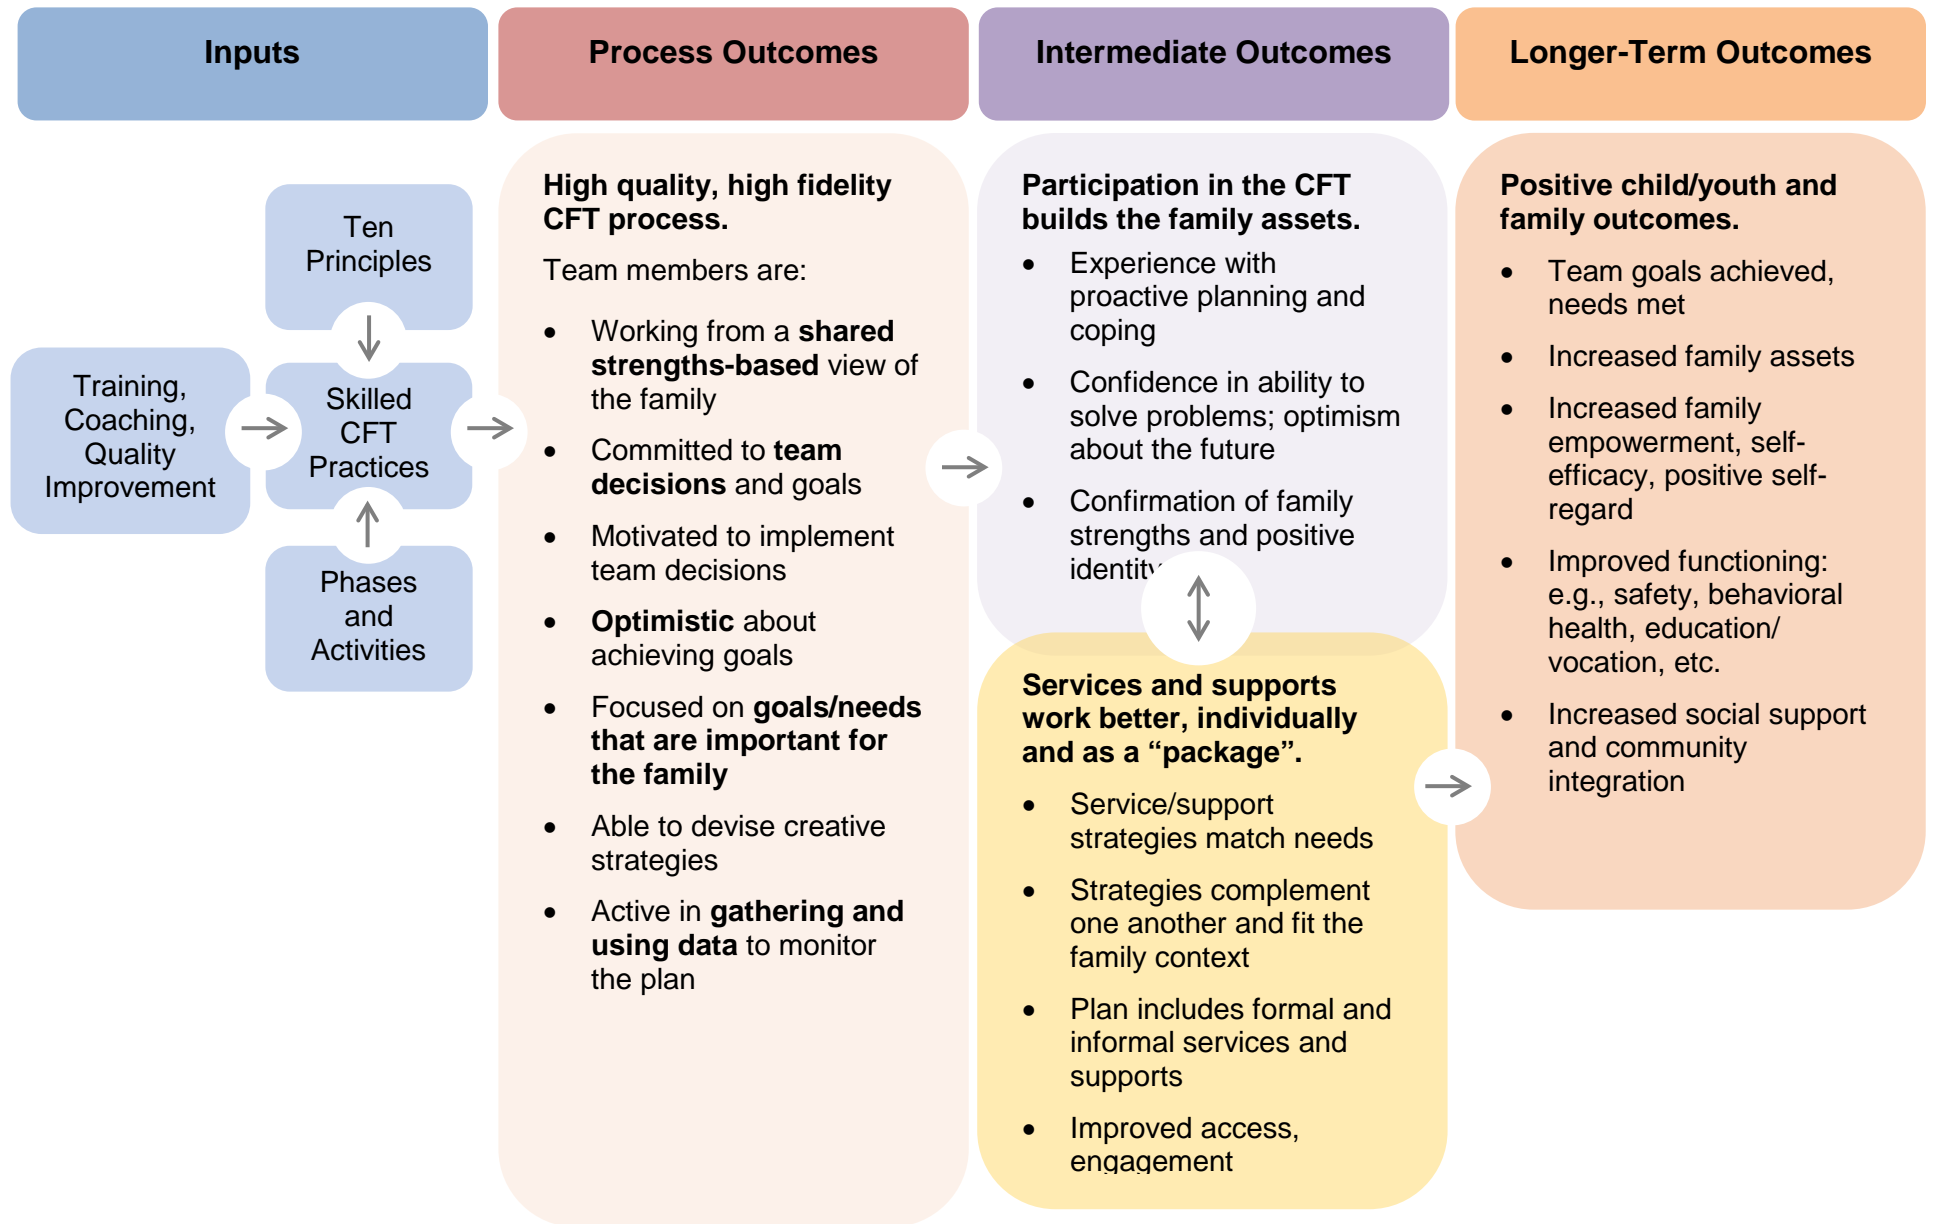 Inputs
Process Outcomes
Intermediate Outcomes
Longer-Term Outcomes
Ten
Principles
Training,
Coaching,
Quality
Improvement
Skilled
CFT
Practices
Phases
and
Activities
High quality, high fidelity
CFT process.
Team members are:
• Working from a shared
strengths-based view of
the family
• Committed to team
decisions and goals
• Motivated to implement
team decisions
• Optimistic about
achieving goals
• Focused on goals/needs
that are important for
the family
• Able to devise creative
strategies
• Active in gathering and
using data to monitor
the plan
Participation in the CFT
builds the family assets.
• Experience with
proactive planning and
coping
• Confidence in ability to
solve problems; optimism
about the future
• Confirmation of family
strengths and positive
identity
Services and supports
work better, individually
and as a “package”.
• Service/support
strategies match needs
• Strategies complement
one another and fit the
family context
• Plan includes formal and
informal services and
supports
• Improved access,
engagement
Positive child/youth and
family outcomes.
• Team goals achieved,
needs met
• Increased family assets
• Increased family
empowerment, self-
efficacy, positive self-
regard
• Improved functioning:
e.g., safety, behavioral
health, education/
vocation, etc.
• Increased social support
and community
integration